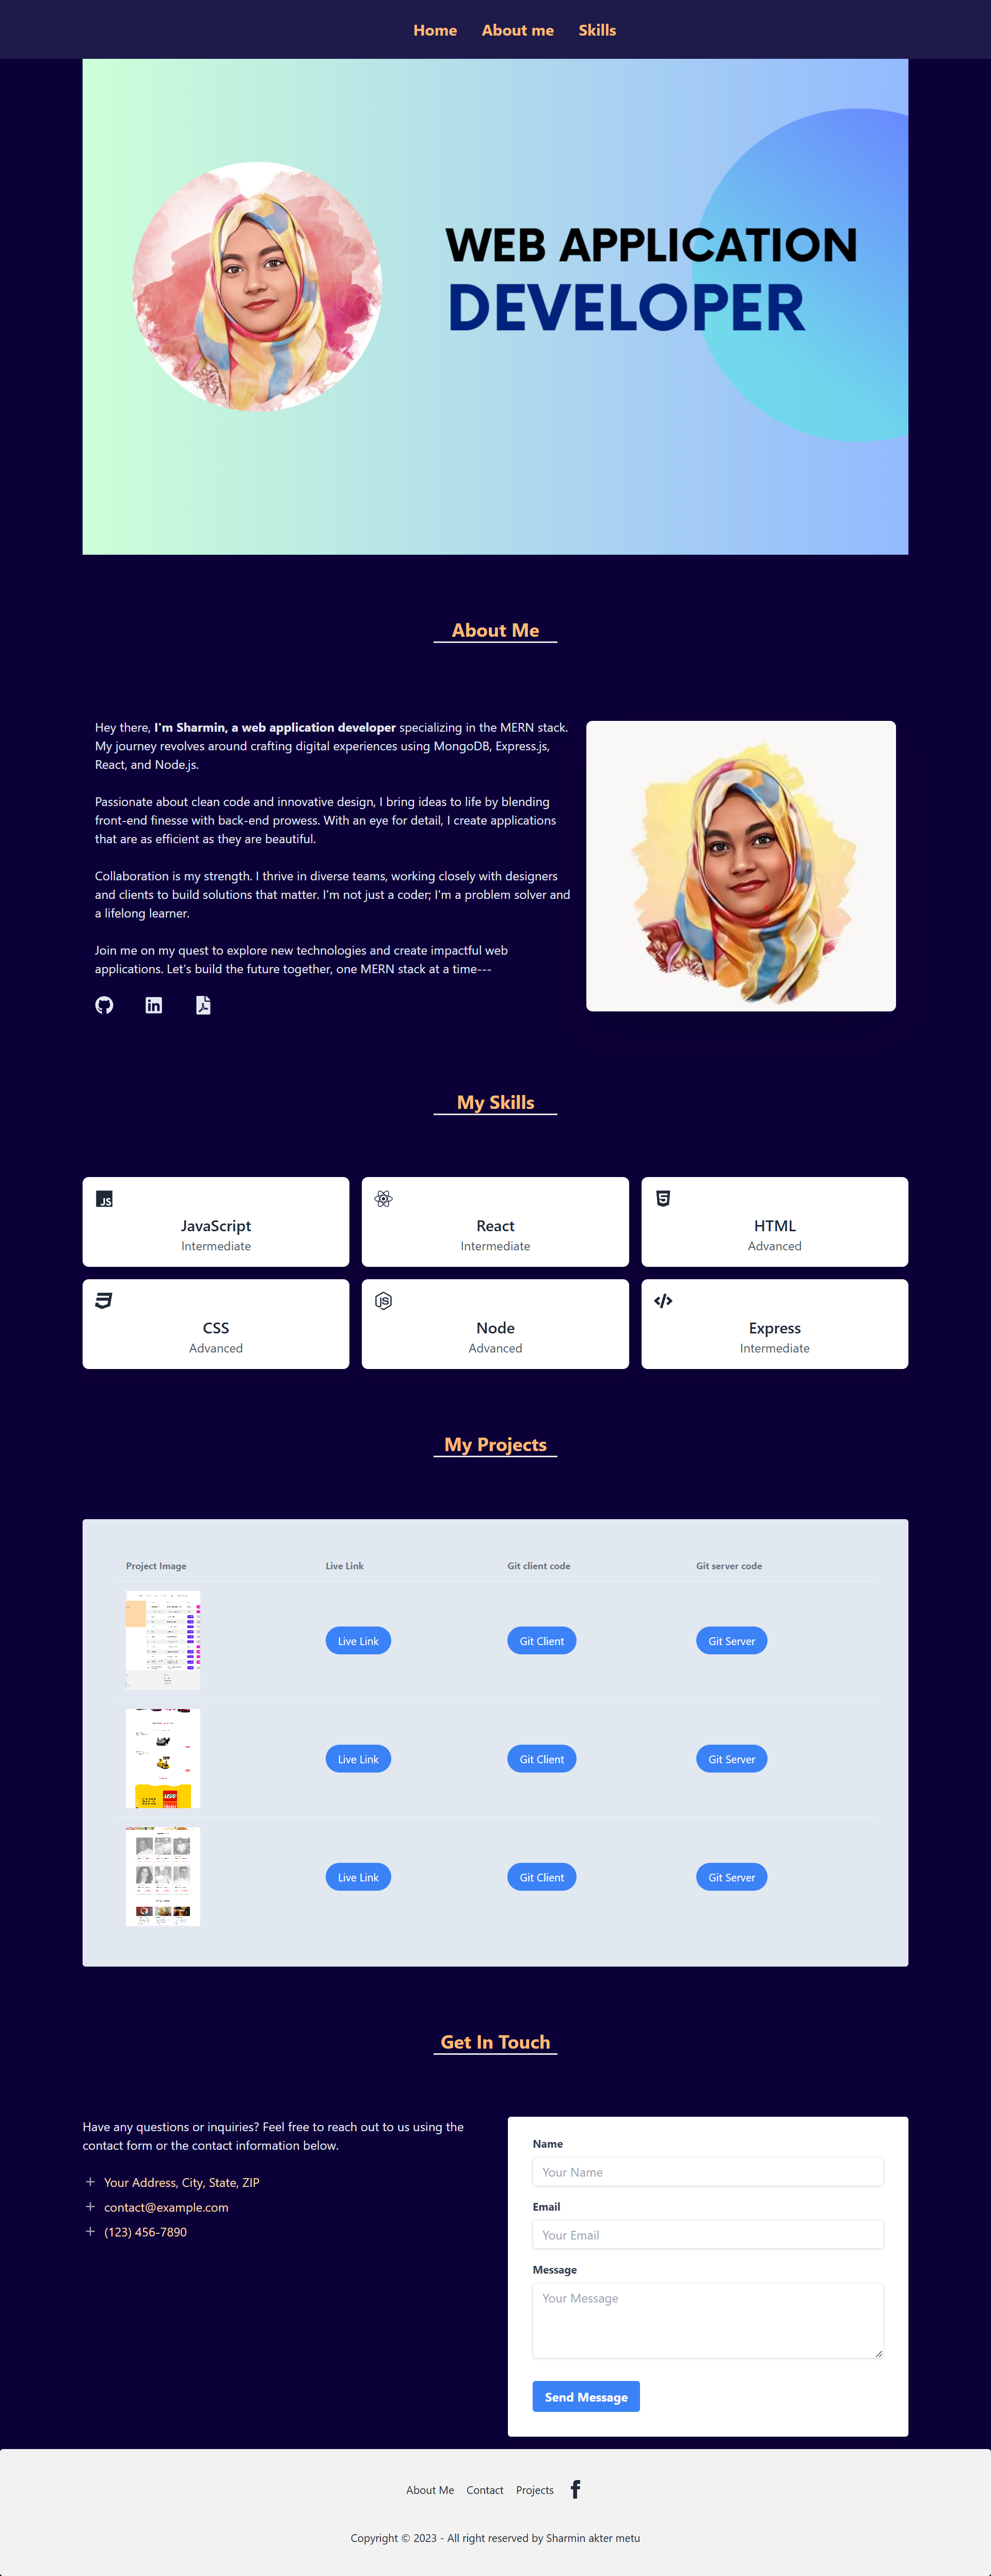 Home About me Skills
WEB APPLICATION
DEVELOPER
About Me
Hey there, I'm Sharmin, a web application developer specializing in the MERN stack.
My journey revolves around crafting digital experiences using MongoDB, Express.js,
React, and Node.js.
Passionate about clean code and innovative design, I bring ideas to life by blending
front-end finesse with back-end prowess. With an eye for detail, I create applications
that are as efficient as they are beautiful.
Collaboration is my strength. I thrive in diverse teams, working closely with designers
and clients to build solutions that matter. I'm not just a coder; I'm a problem solver and
a lifelong learner.
Join me on my quest to explore new technologies and create impactful web
applications. Let's build the future together, one MERN stack at a time---
My Skills
JS
JavaScript
Intermediate
React
Intermediate
HTML
Advanced
CSS
Advanced
Node
Advanced
Express
Intermediate
My Projects
Project Image Live Link Git client code Git server code
Live Link Git Client Git Server
Live Link Git Client Git Server
Live Link Git Client Git Server
Get In Touch
Have any questions or inquiries? Feel free to reach out to us using the
contact form or the contact information below.
Your Address, City, State, ZIP
contact@example.com
(123) 456-7890
Name
Your Name
Email
Your Email
Message
Your Message
Send Message
About Me Contact Projects
Copyright © 2023 - All right reserved by Sharmin akter metu